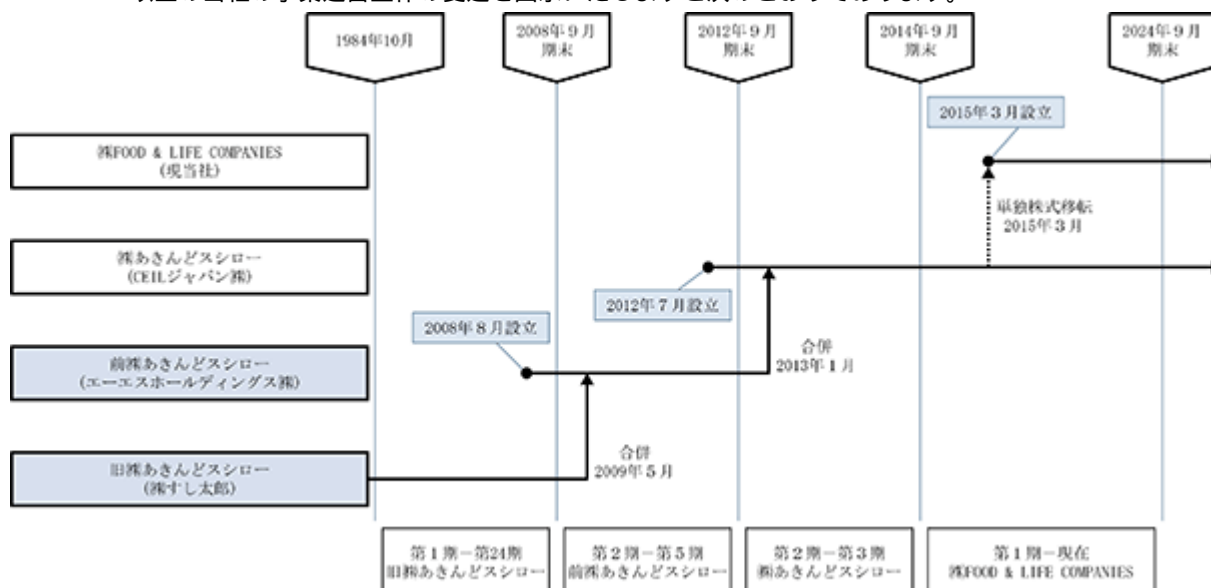 1984年10月
2008年9月
期末
2012年9月
期末
2014年9月
期末
2024年9月
期末
2015年3月設立
㈱FOOD & LIFE COMPANIES
(現当社)
単独株式移転
2015年3月
㈱あきんどスシロー
(CEILジャパン㈱)
2012年7月設立
2008年8月設立
合併
2013年1月
前㈱あきんどスシロー
(エーエスホールディングス㈱)
合併
2009年5月
旧㈱あきんどスシロー
(㈱すし太郎)
第1期－第24期
旧㈱あきんどスシロー
第2期－第5期
前㈱あきんどスシロー
第2期－第3期
㈱あきんどスシロー
第1期－現在
㈱FOOD & LIFE COMPANIES